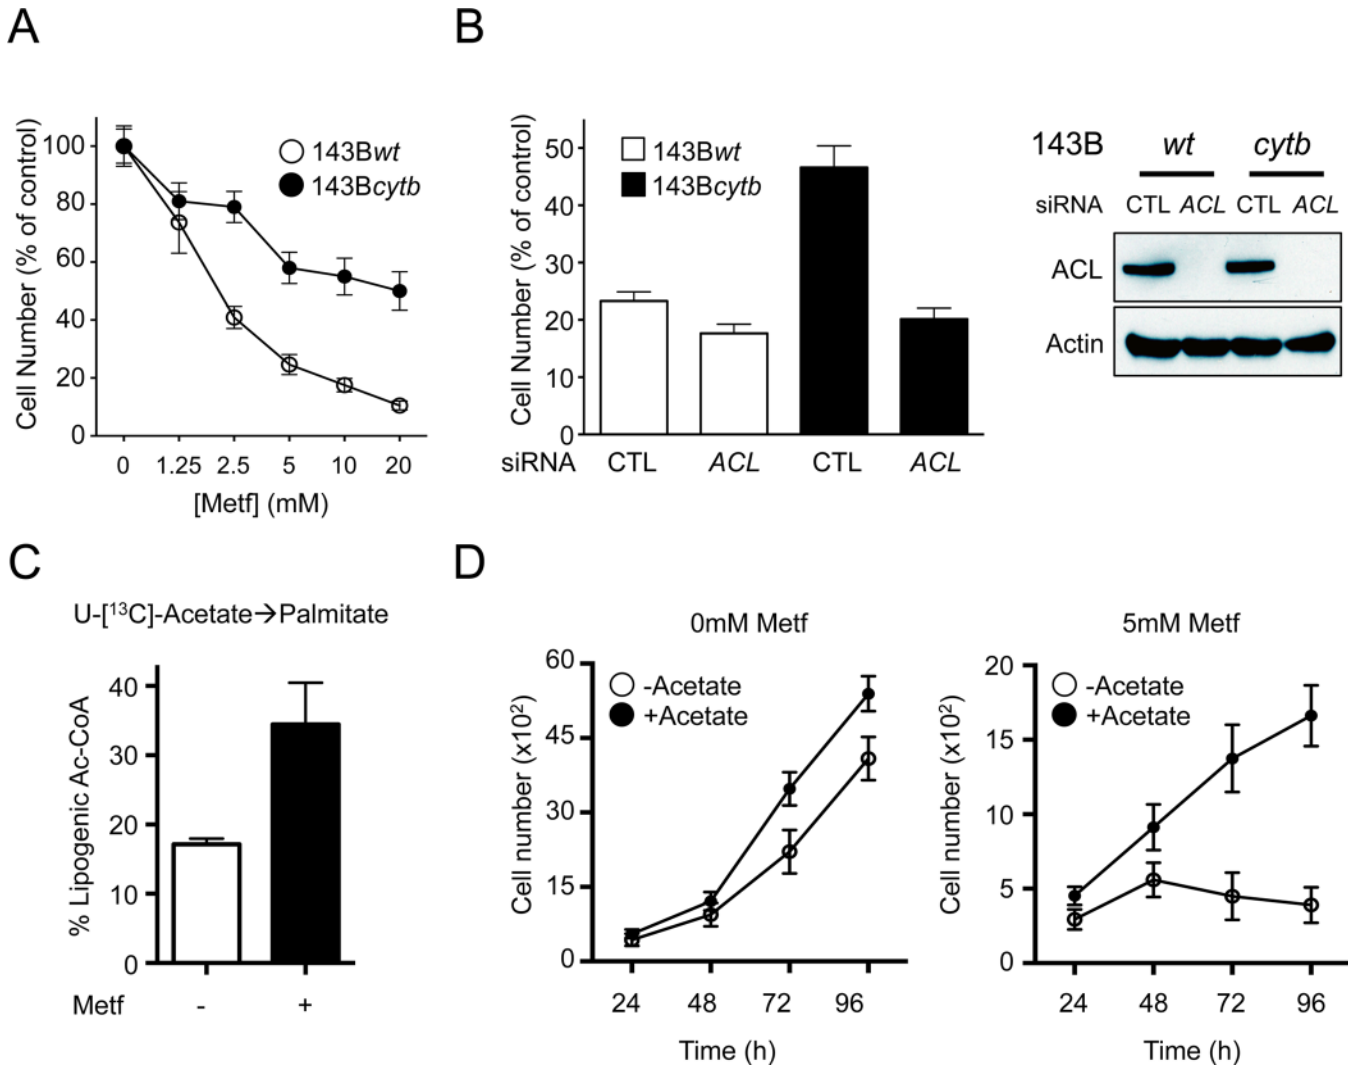 A
Cell Number (% of control)
100
80
60
40
20
0
143Bwt
143Bcytb
0 1.25 2.5 5 10 20
[Metf] (mM)
B
Cell Number (% of control)
50
40
30
20
10
0
143Bwt
143Bcytb
siRNA CTL ACL CTL ACL
143B wt cytb
siRNA CTL ACL CTL ACL
ACL
Actin
C
U-[¹³C]-Acetate→Palmitate
% Lipogenic Ac-CoA
40
30
20
10
0
Metf - +
D
0mM Metf
Cell number (x10²)
60
45
30
15
0
-Acetate
+Acetate
24 48 72 96
Time (h)
5mM Metf
Cell number (x10²)
20
15
10
5
0
-Acetate
+Acetate
24 48 72 96
Time (h)